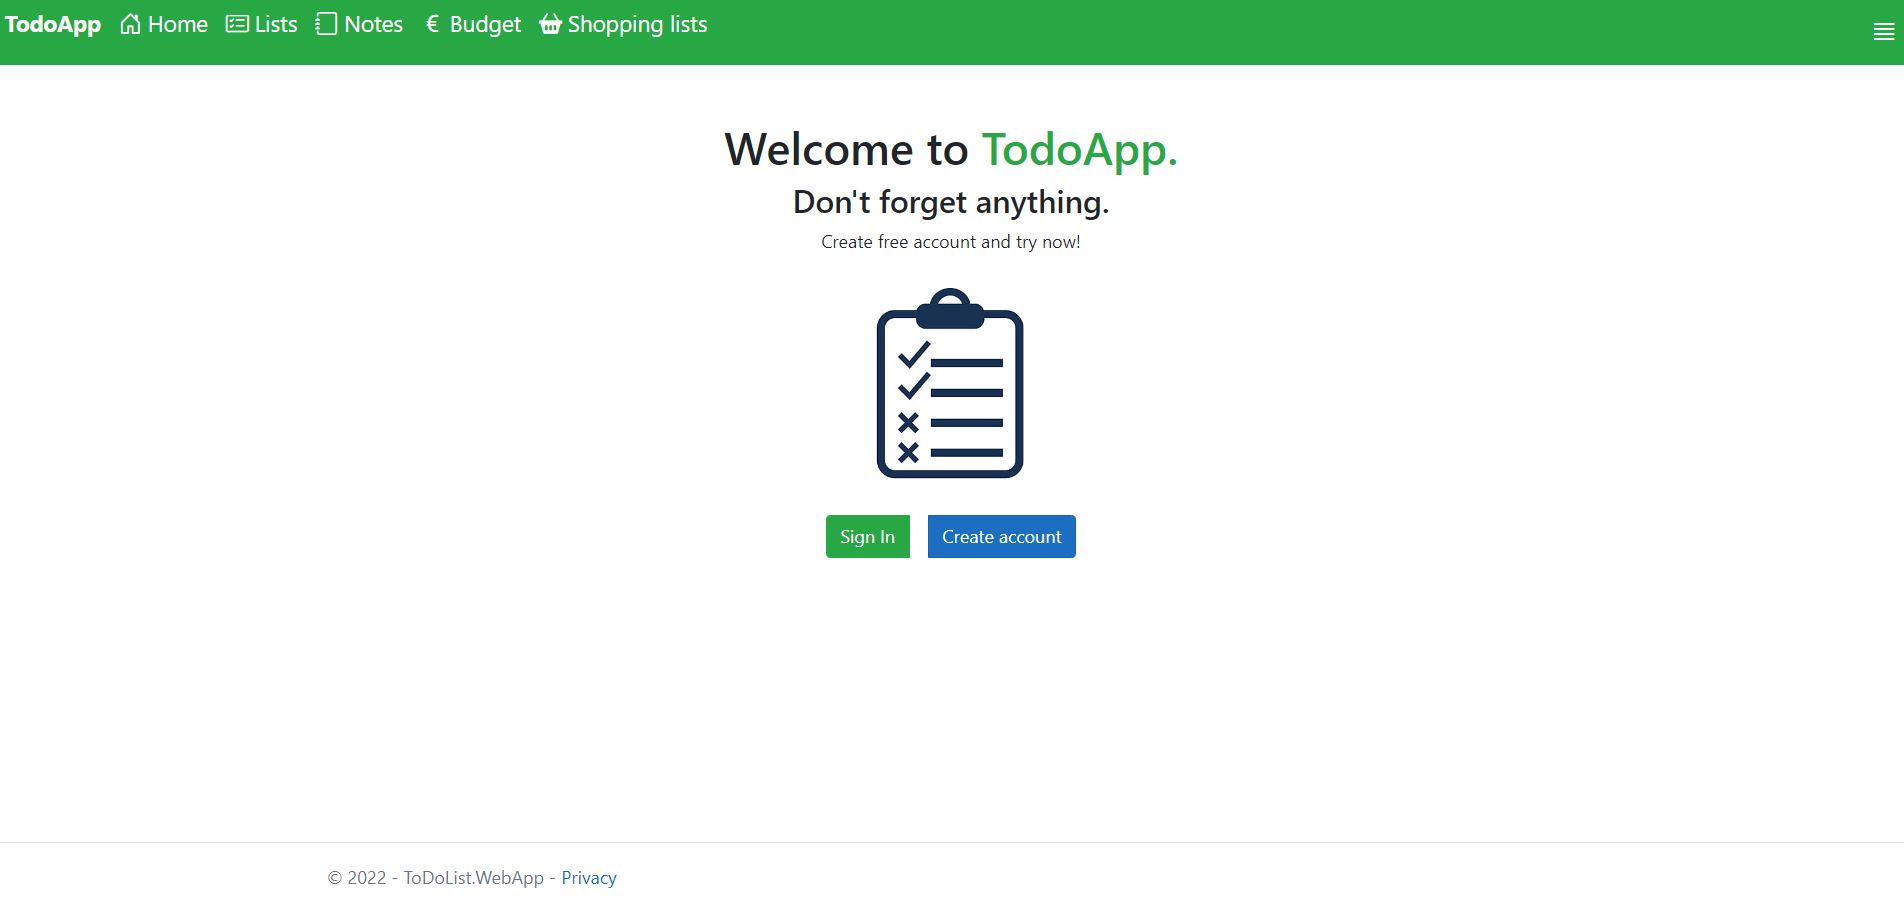 TodoApp Home Lists Notes € Budget Shopping lists
Welcome to TodoApp.
Don't forget anything.
Create free account and try now!
Sign In Create account
© 2022 - ToDoList.WebApp - Privacy